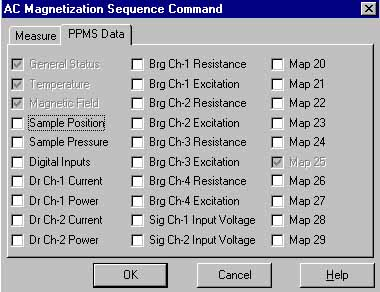 AC Magnetization Sequence Command
Measure PPMS Data
General Status Brg Ch-1 Resistance Map 20
Temperature Brg Ch-1 Excitation Map 21
Magnetic Field Brg Ch-2 Resistance Map 22
Sample Position Brg Ch-2 Excitation Map 23
Sample Pressure Brg Ch-3 Resistance Map 24
Digital Inputs Brg Ch-3 Excitation Map 25
Dr Ch-1 Current Brg Ch-4 Resistance Map 26
Dr Ch-1 Power Brg Ch-4 Excitation Map 27
Dr Ch-2 Current Sig Ch-1 Input Voltage Map 28
Dr Ch-2 Power Sig Ch-2 Input Voltage Map 29
OK Cancel Help